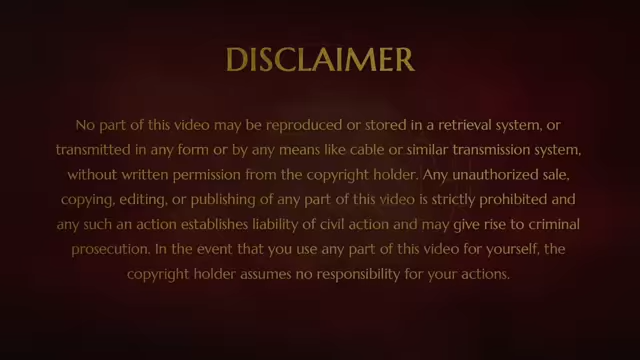 DISCLAIMER
No part of this video may be reproduced or stored in a retrieval system, or
transmitted in any form or by any means like cable or similar transmission system,
without written permission from the copyright holder. Any unauthorized sale,
copying, editing, or publishing of any part of this video is strictly prohibited and
any such an action establishes liability of civil action and may give rise to criminal
prosecution. In the event that you use any part of this video for yourself, the
copyright holder assumes no responsibility for your actions.